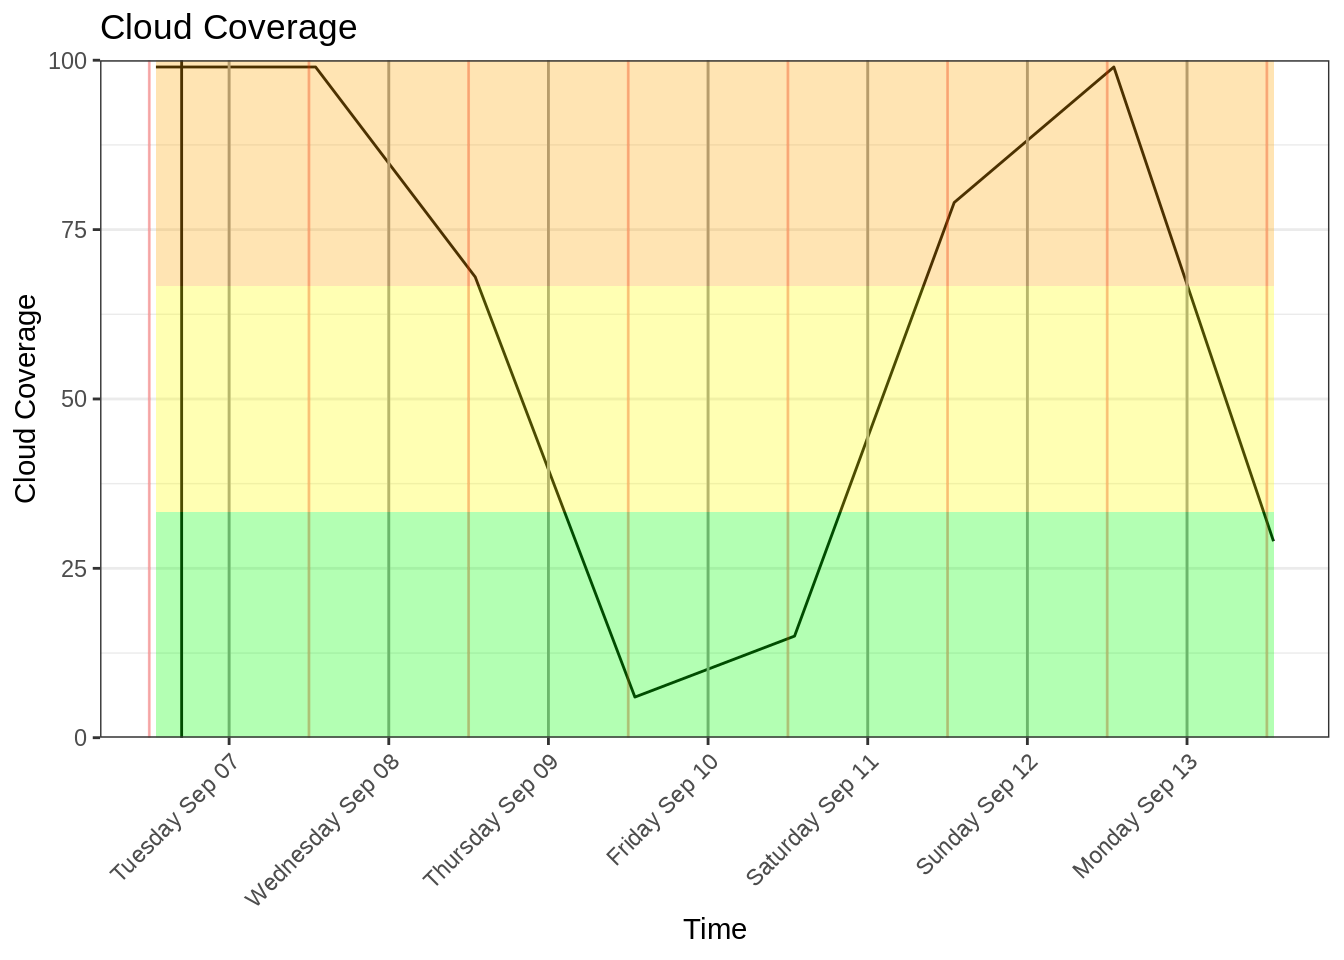 Cloud Coverage
100
75
50
25
0
Cloud Coverage
Tuesday Sep 07
Wednesday Sep 08
Thursday Sep 09
Friday Sep 10
Saturday Sep 11
Sunday Sep 12
Monday Sep 13
Time